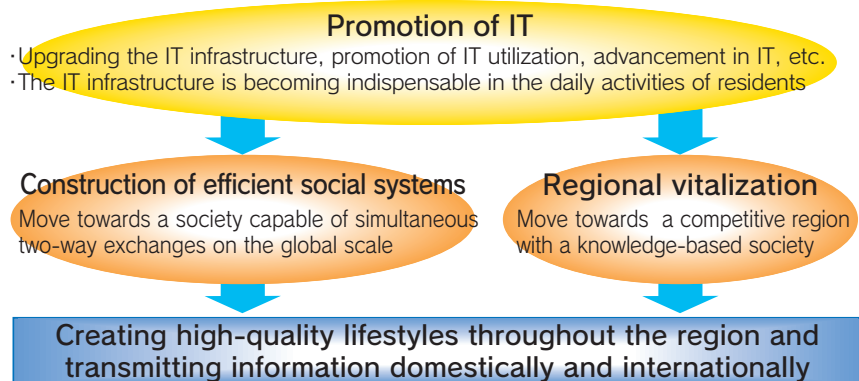 Promotion of IT
·Upgrading the IT infrastructure, promotion of IT utilization, advancement in IT, etc.
·The IT infrastructure is becoming indispensable in the daily activities of residents
Construction of efficient social systems
Move towards a society capable of simultaneous
two-way exchanges on the global scale
Regional vitalization
Move towards a competitive region
with a knowledge-based society
Creating high-quality lifestyles throughout the region and
transmitting information domestically and internationally